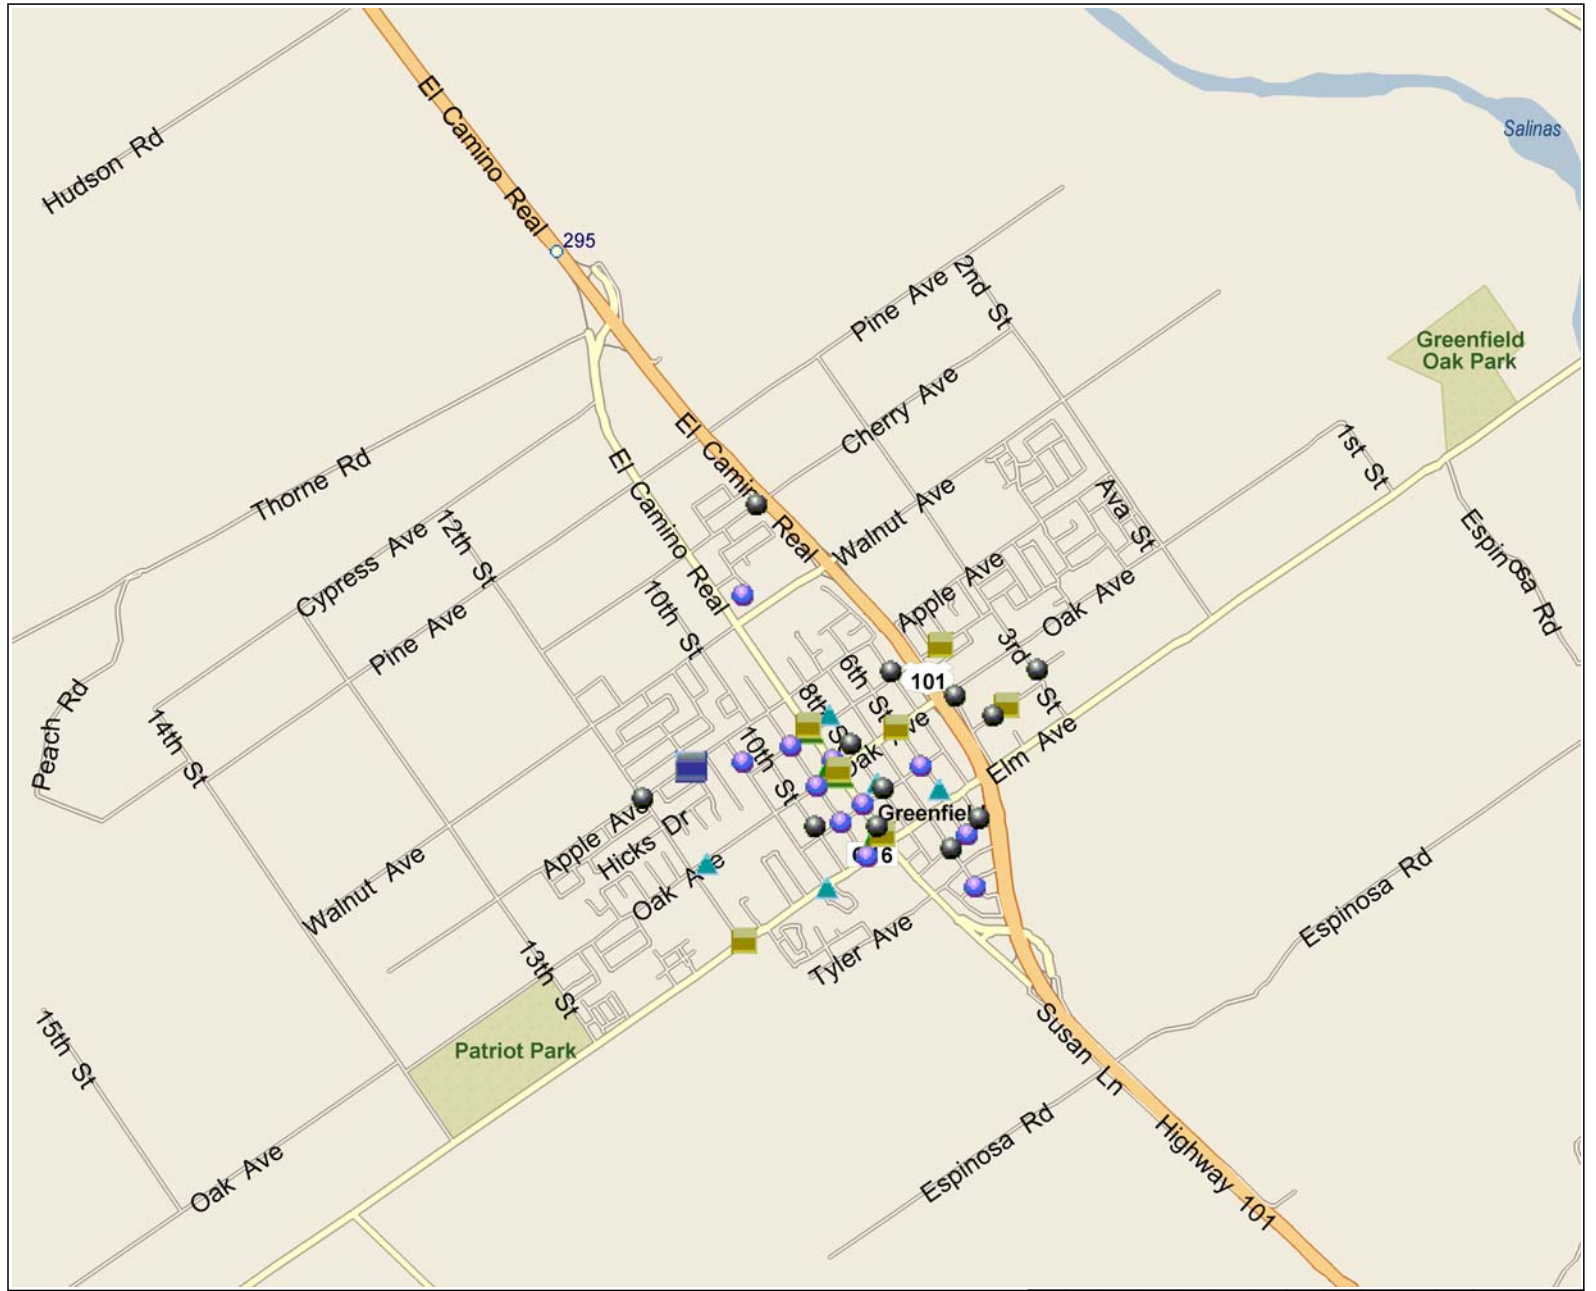 El Camino Real
Hudson Rd
Salinas
295
Pine Ave
2nd St
Greenfield
Oak Park
Cherry Ave
El Camino Real
1st St
Thorne Rd
El Camino Real
Walnut Ave
Ava St
Espinosa Rd
12th St
Cypress Ave
10th St
Apple Ave
Oak Ave
Pine Ave
3rd St
6th St
101
8th St
Peach Rd
14th St
10th St
Oak Ave
Elm Ave
Greenfield
Apple Ave
Hicks Dr
Walnut Ave
Oak Ave
Espinosa Rd
Tyler Ave
13th St
15th St
Patriot Park
Susan Ln
Espinosa Rd
Highway 101
Oak Ave